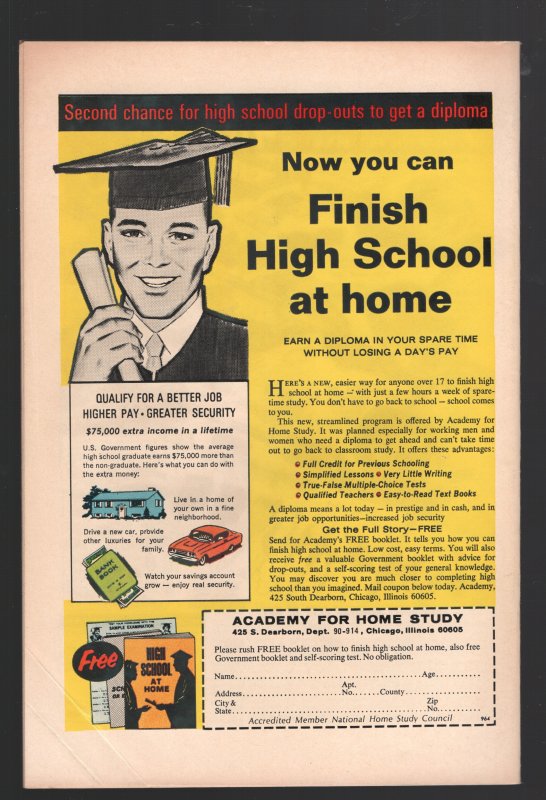 Second chance for high school drop-outs to get a diploma
Now you can
Finish
High School
at home
EARN A DIPLOMA IN YOUR SPARE TIME
WITHOUT LOSING A DAY'S PAY
QUALIFY FOR A BETTER JOB
HIGHER PAY • GREATER SECURITY
$75,000 extra income in a lifetime
U.S. Government figures show the average
high school graduate earns $75,000 more than
the non-graduate. Here's what you can do with
the extra money:
Live in a home of
your own in a fine
neighborhood.
Drive a new car, provide
other luxuries for your
family.
BANK
BOOK
Watch your savings account
grow — enjoy real security.
HERE'S A NEW, easier way for anyone over 17 to finish high
school at home — with just a few hours a week of spare-
time study. You don't have to go back to school — school comes
to you.
This new, streamlined program is offered by Academy for
Home Study. It was planned especially for working men and
women who need a diploma to get ahead and can't take time
out to go back to classroom study. It offers these advantages:
• Full Credit for Previous Schooling
• Simplified Lessons • Very Little Writing
• True-False Multiple-Choice Tests
• Qualified Teachers • Easy-to-Read Text Books
A diploma means a lot today — in prestige and in cash, and in
greater job opportunities—increased job security
Get the Full Story—FREE
Send for Academy's FREE booklet. It tells you how you can
finish high school at home. Low cost, easy terms. You will also
receive free a valuable Government booklet with advice for
drop-outs, and a self-scoring test of your general knowledge.
You may discover you are much closer to completing high
school than you imagined. Mail coupon below today. Academy,
425 South Dearborn, Chicago, Illinois 60605.
Free
SAMPLE EXAMINATION
HIGH
SCHOOL
AT
HOME
ACADEMY FOR HOME STUDY
425 S. Dearborn, Dept. 90-914, Chicago, Illinois 60605
Please rush FREE booklet on how to finish high school at home, also free
Government booklet and self-scoring test. No obligation.
Name Age
Apt.
Address No. County
City & Zip
State No.
Accredited Member National Home Study Council 964